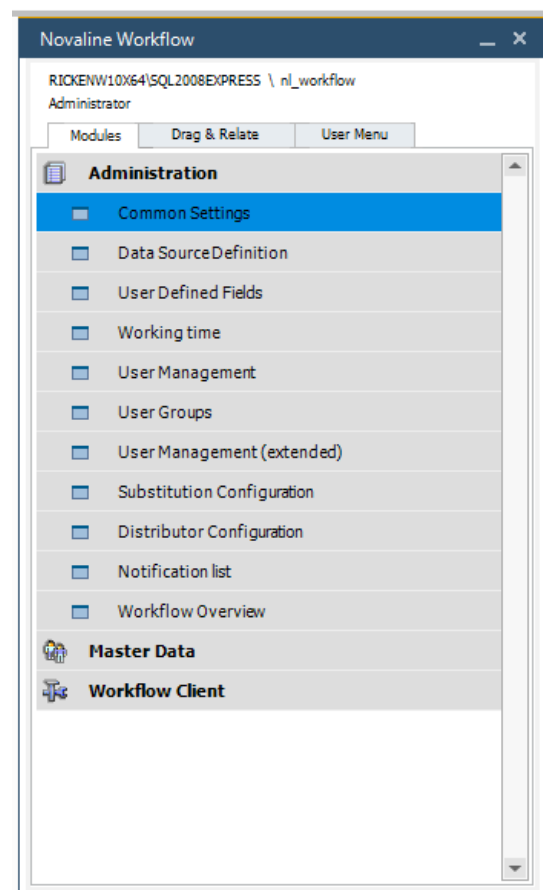 Novaline Workflow
RICKENW10X64\SQL2008EXPRESS \ nl_workflow
Administrator
Modules Drag & Relate User Menu
Administration
Common Settings
Data Source Definition
User Defined Fields
Working time
User Management
User Groups
User Management (extended)
Substitution Configuration
Distributor Configuration
Notification list
Workflow Overview
Master Data
Workflow Client